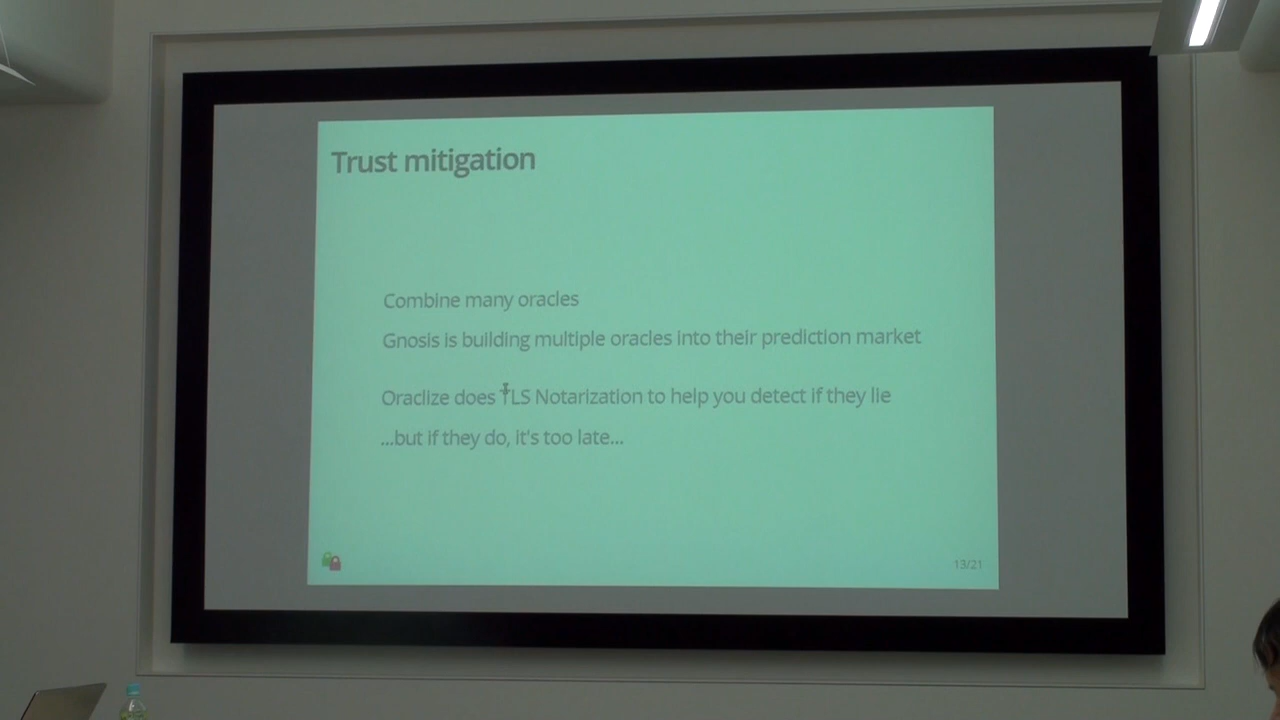 Trust mitigation
Combine many oracles
Gnosis is building multiple oracles into their prediction market
Oraclize does TLS Notarization to help you detect if they lie
...but if they do, it's too late...
13/21